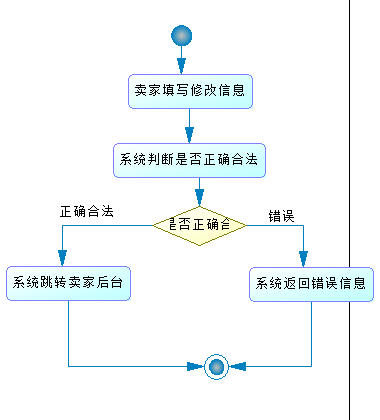 卖家填写修改信息
系统判断是否正确合法
正确合法
错误
是否正确合
系统跳转卖家后台
系统返回错误信息